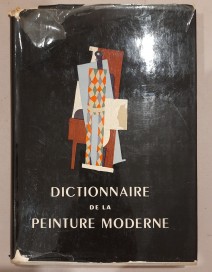 DICTIONNAIRE
DE LA
PEINTURE MODERNE